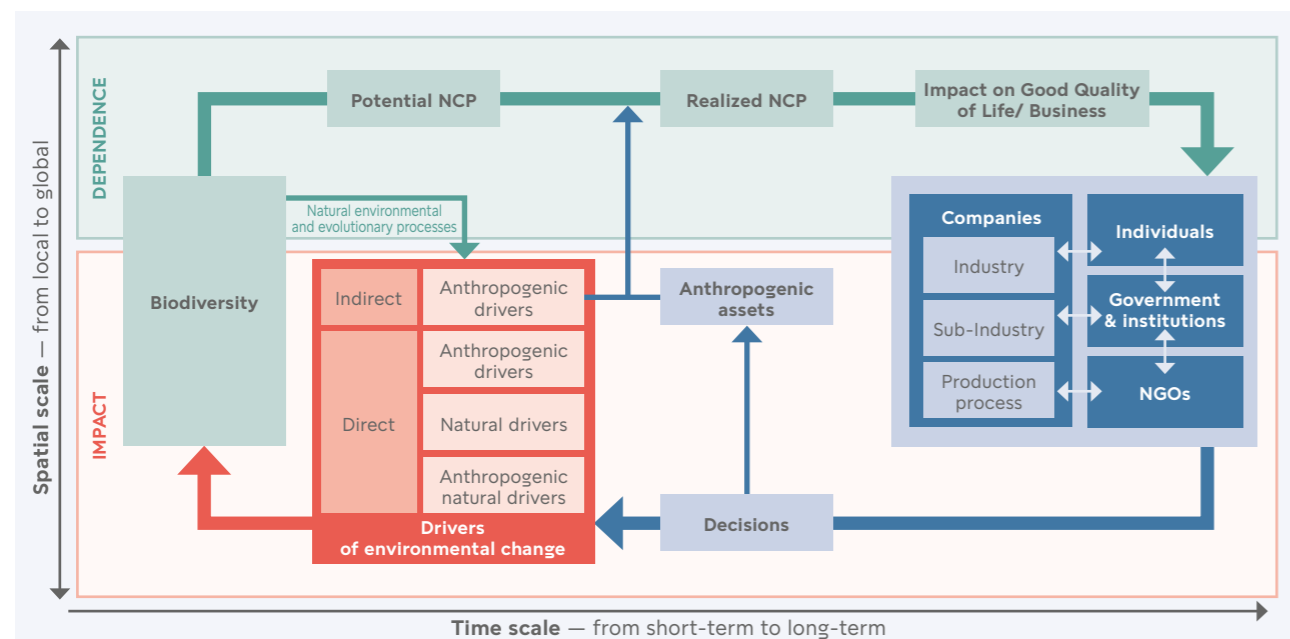 DEPENDENCE
Potential NCP
Realized NCP
Impact on Good Quality
of Life/ Business
Natural environmental
and evolutionary processes
Biodiversity
Companies
Industry
Sub-Industry
Production
process
Individuals
Government
& institutions
NGOs
IMPACT
Indirect
Anthropogenic
drivers
Direct
Anthropogenic
drivers
Natural drivers
Anthropogenic
natural drivers
Drivers
of environmental change
Anthropogenic
assets
Decisions
Spatial scale — from local to global
Time scale — from short-term to long-term